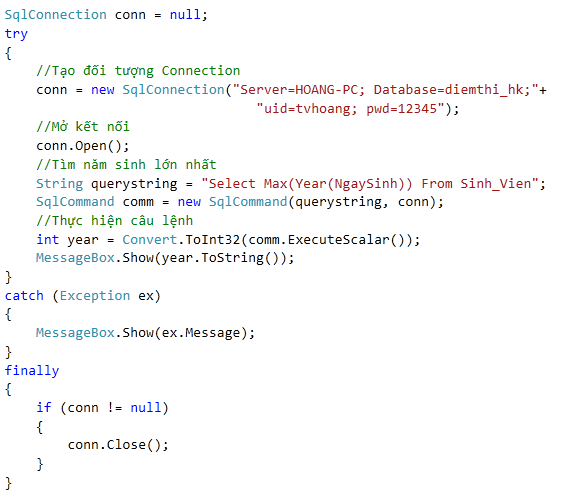 SqlConnection conn = null;
try
{
    //Tạo đối tượng Connection
    conn = new SqlConnection("Server=HOANG-PC; Database=diemthi_hk;"+
                                "uid=tvhoang; pwd=12345");
    //Mở kết nối
    conn.Open();
    //Tìm năm sinh lớn nhất
    String querystring = "Select Max(Year(NgaySinh)) From Sinh_Vien";
    SqlCommand comm = new SqlCommand(querystring, conn);
    //Thực hiện câu lệnh
    int year = Convert.ToInt32(comm.ExecuteScalar());
    MessageBox.Show(year.ToString());
}
catch (Exception ex)
{
    MessageBox.Show(ex.Message);
}
finally
{
    if (conn != null)
    {
        conn.Close();
    }
}